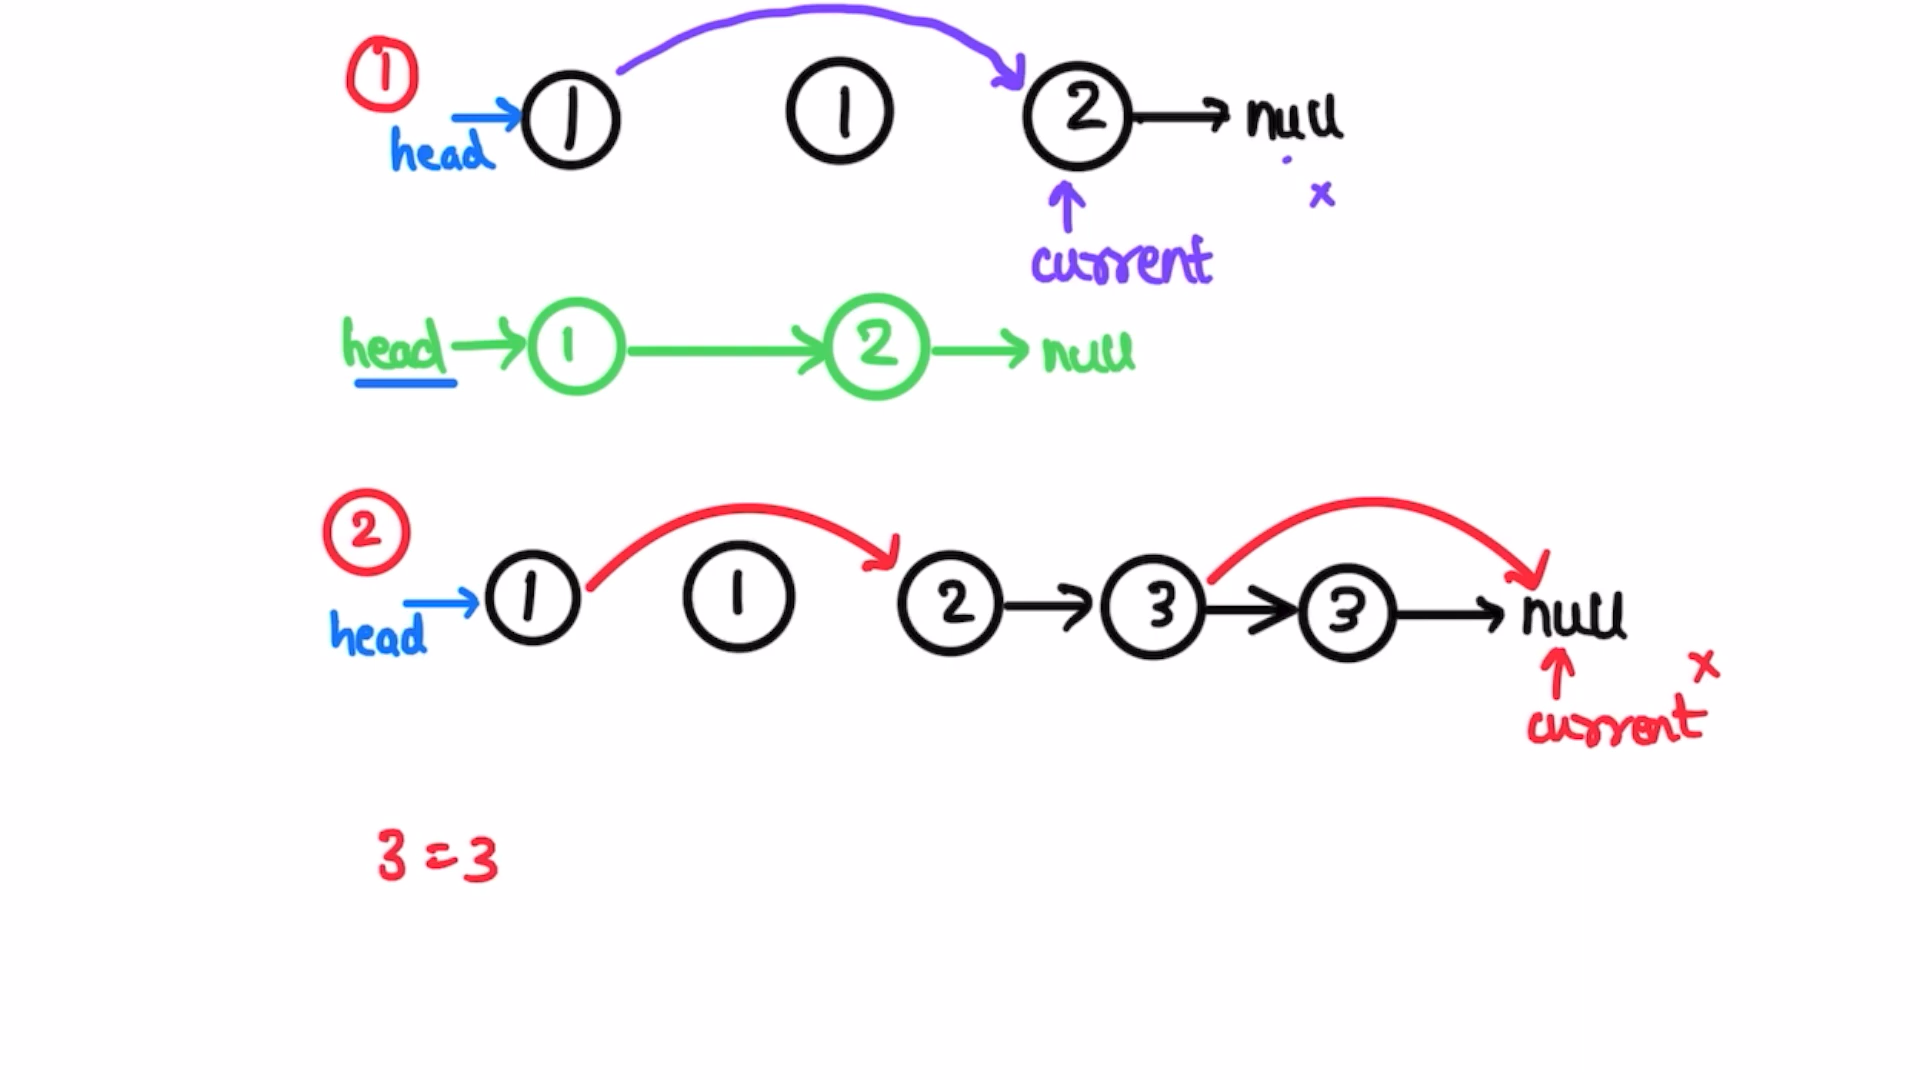 1
head 1 1 2 null
x
current
head 1 2 null
2
head 1 1 2 3 3 null
x
current
3 = 3